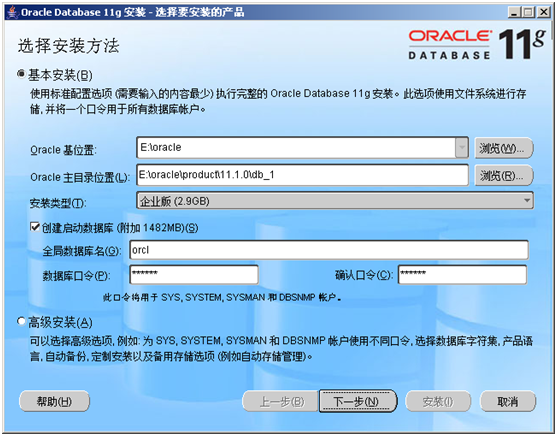 Oracle Database 11g 安装 - 选择要安装的产品
选择安装方法
ORACLE
DATABASE 11g
基本安装(B)
使用标准配置选项 (需要输入的内容最少) 执行完整的 Oracle Database 11g 安装。此选项使用文件系统进行存
储, 并将一个口令用于所有数据库帐户。
Oracle 基位置: E:\oracle 浏览(W)...
Oracle 主目录位置(L): E:\oracle\product\11.1.0\db_1 浏览(R)...
安装类型(T): 企业版 (2.9GB)
创建启动数据库 (附加 1482MB)(S)
全局数据库名(G): orcl
数据库口令(P): ****** 确认口令(C): ******
此口令将用于 SYS, SYSTEM, SYSMAN 和 DBSNMP 帐户。
高级安装(A)
可以选择高级选项, 例如: 为 SYS, SYSTEM, SYSMAN 和 DBSNMP 帐户使用不同口令, 选择数据库字符集, 产品语
言, 自动备份, 定制安装以及备用存储选项 (例如自动存储管理)。
帮助(H) 上一步(B) 下一步(N) 安装(I) 取消